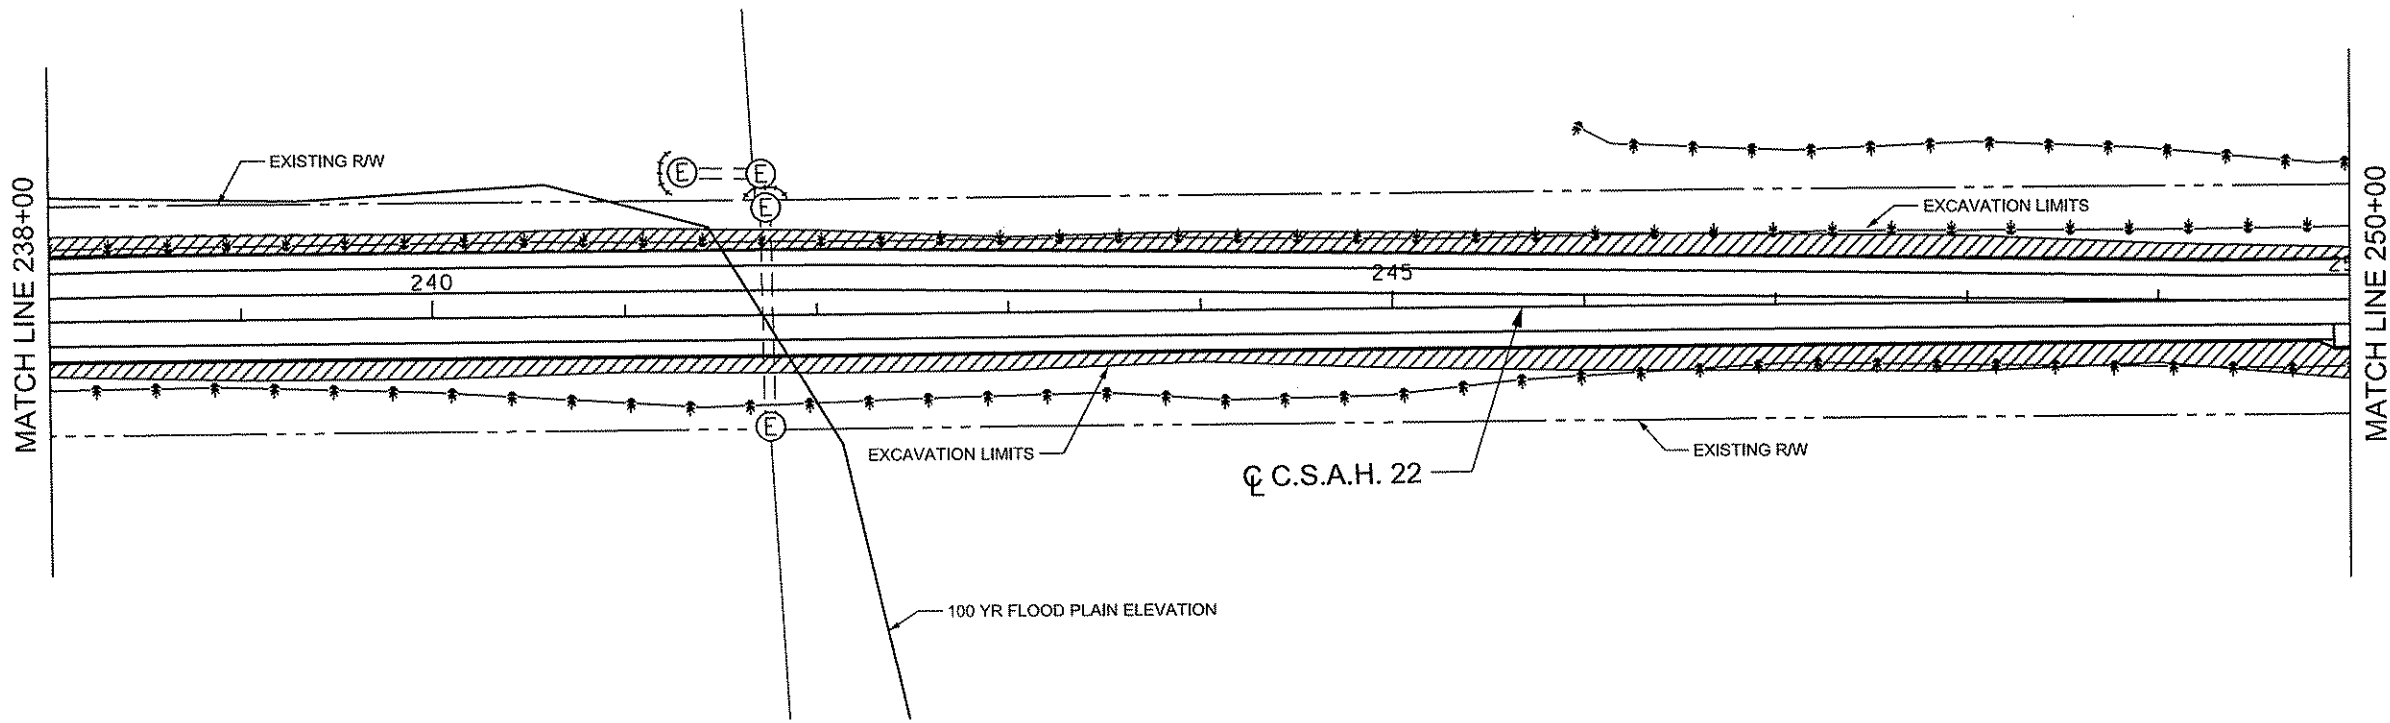 MATCH LINE 238+00
EXISTING R/W
E
E
E
EXCAVATION LIMITS
240
245
25
E
EXCAVATION LIMITS
℄ C.S.A.H. 22
EXISTING R/W
100 YR FLOOD PLAIN ELEVATION
MATCH LINE 250+00